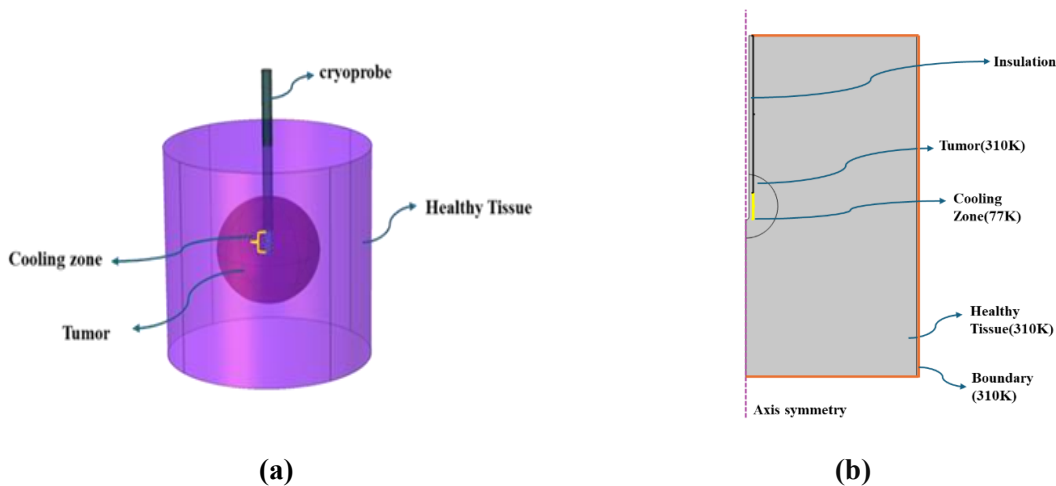 cryoprobe
Healthy Tissue
Cooling zone
Tumor
(a)
Insulation
Tumor(310K)
Cooling
Zone(77K)
Healthy
Tissue(310K)
Boundary
(310K)
Axis symmetry
(b)